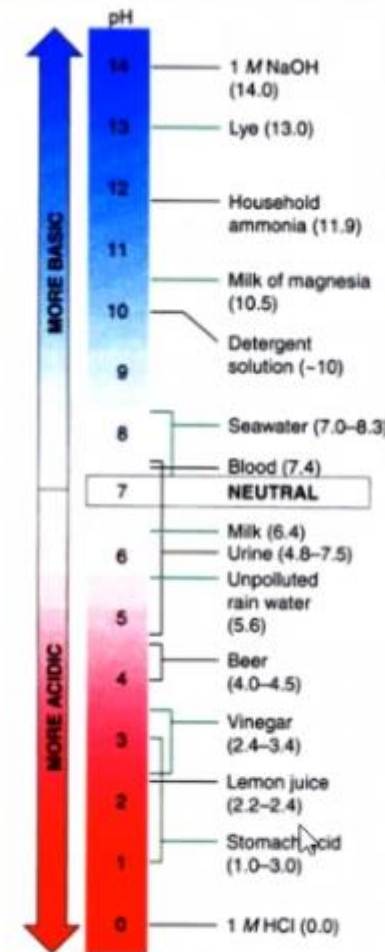 pH
14
1 M NaOH
(14.0)
13
Lye (13.0)
12
Household
ammonia (11.9)
11
Milk of magnesia
(10.5)
10
Detergent
solution (~10)
9
MORE BASIC
8
Seawater (7.0–8.3)
Blood (7.4)
7
NEUTRAL
Milk (6.4)
6
Urine (4.8–7.5)
Unpolluted
rain water
(5.6)
5
Beer
(4.0–4.5)
4
MORE ACIDIC
Vinegar
(2.4–3.4)
3
Lemon juice
(2.2–2.4)
2
Stomach
(1.0–3.0)
1
0
1 M HCl (0.0)